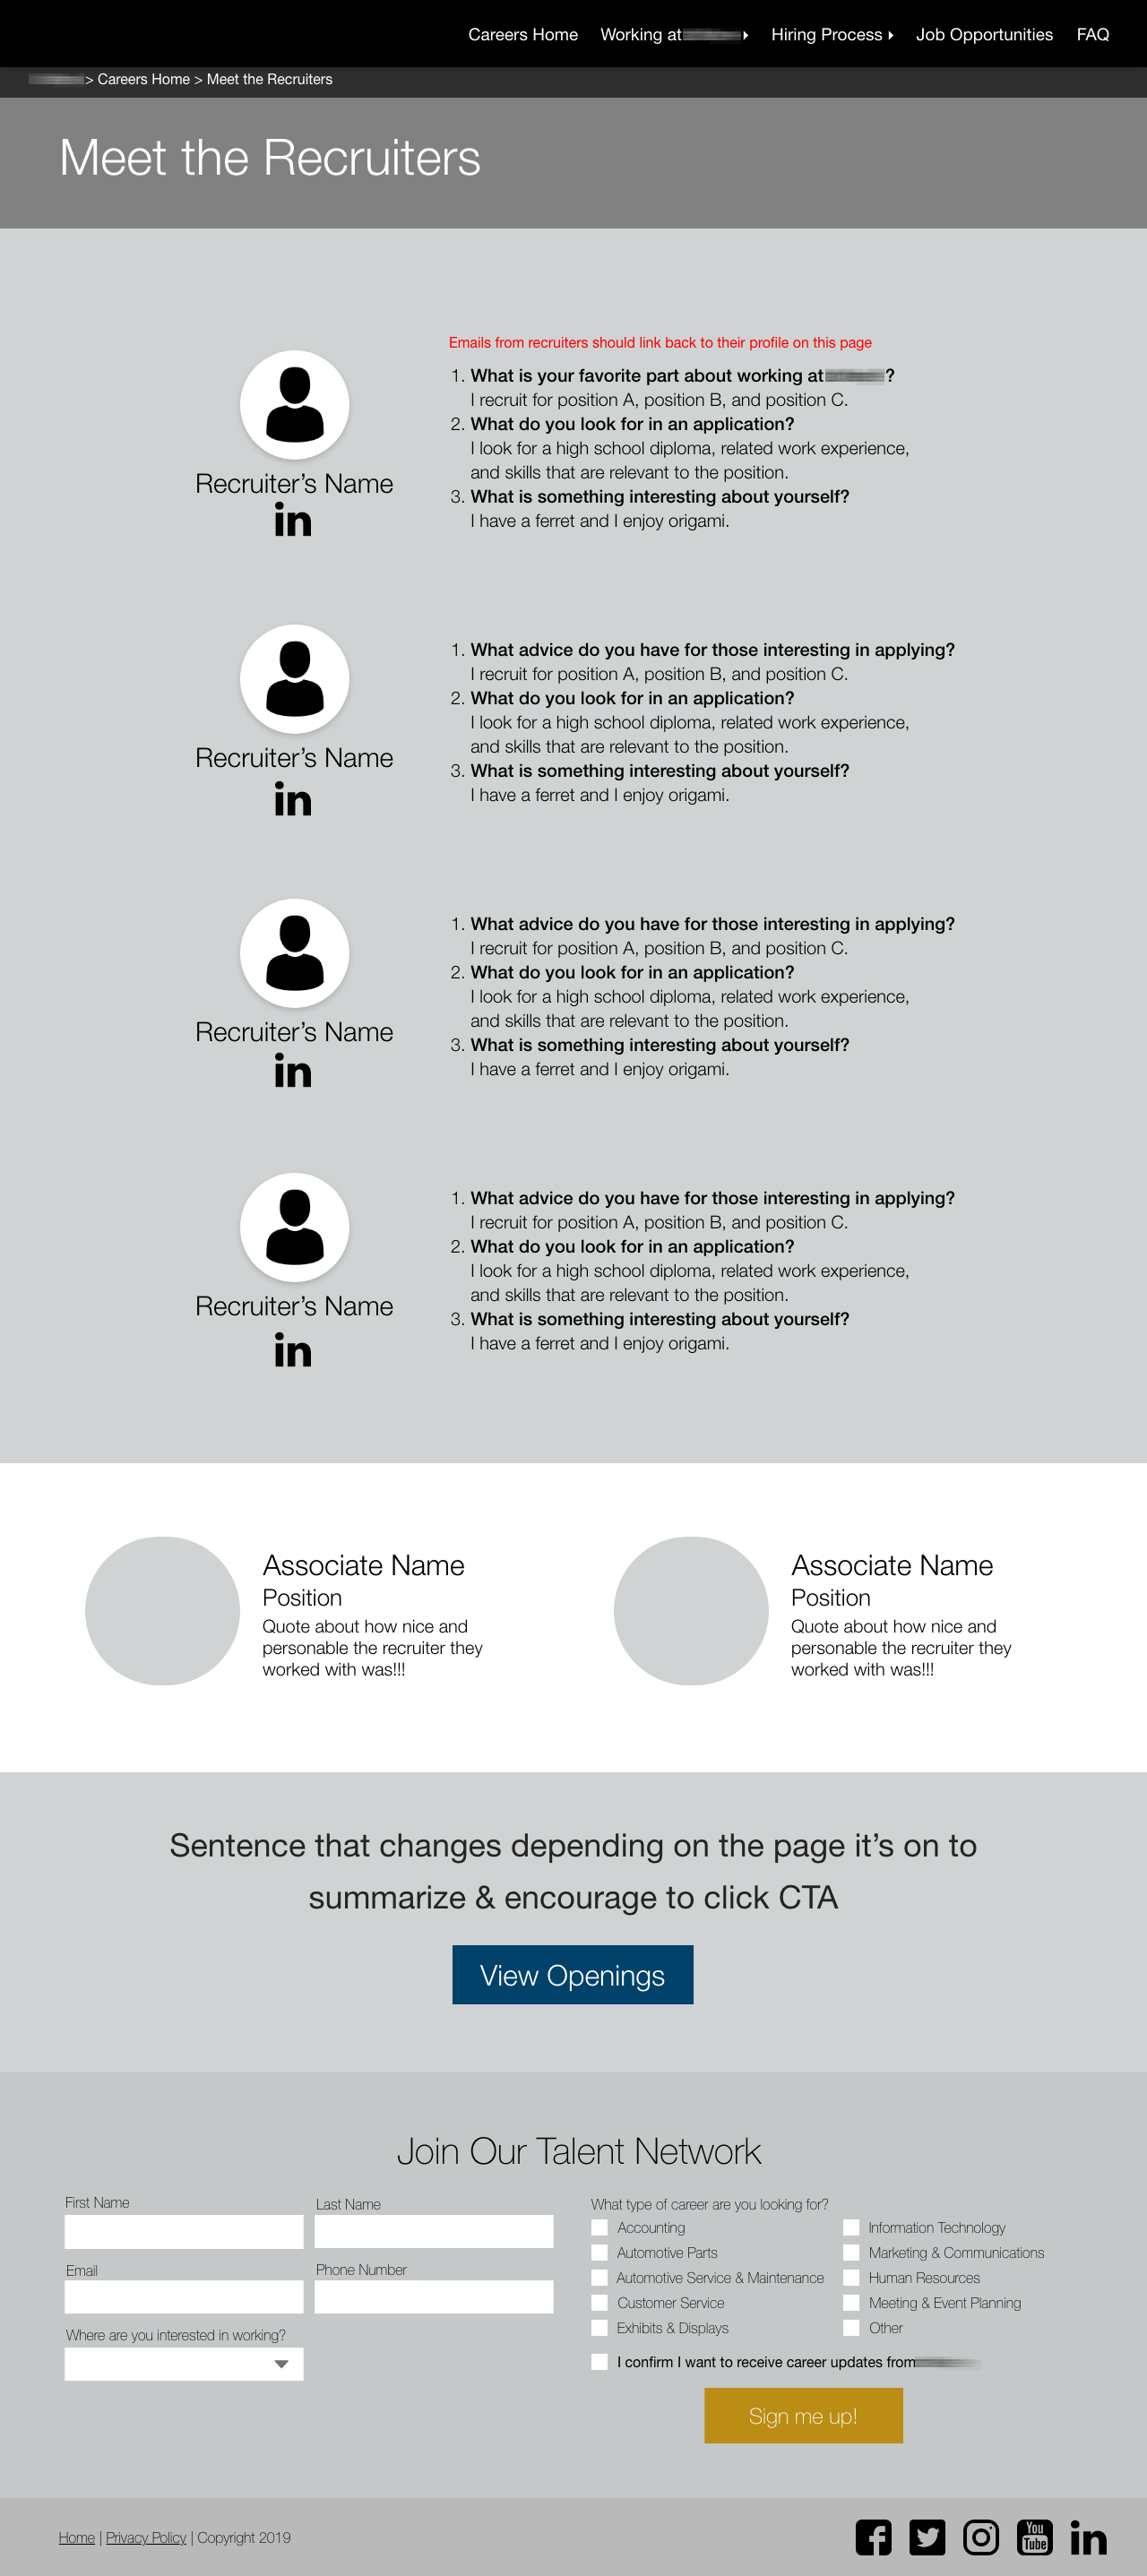 Careers Home Working at Hiring Process Job Opportunities FAQ
> Careers Home > Meet the Recruiters
Meet the Recruiters
Emails from recruiters should link back to their profile on this page
1. What is your favorite part about working at ?
I recruit for position A, position B, and position C.
2. What do you look for in an application?
I look for a high school diploma, related work experience,
and skills that are relevant to the position.
3. What is something interesting about yourself?
I have a ferret and I enjoy origami.
Recruiter's Name
in
1. What advice do you have for those interesting in applying?
I recruit for position A, position B, and position C.
2. What do you look for in an application?
I look for a high school diploma, related work experience,
and skills that are relevant to the position.
3. What is something interesting about yourself?
I have a ferret and I enjoy origami.
Recruiter's Name
in
1. What advice do you have for those interesting in applying?
I recruit for position A, position B, and position C.
2. What do you look for in an application?
I look for a high school diploma, related work experience,
and skills that are relevant to the position.
3. What is something interesting about yourself?
I have a ferret and I enjoy origami.
Recruiter's Name
in
1. What advice do you have for those interesting in applying?
I recruit for position A, position B, and position C.
2. What do you look for in an application?
I look for a high school diploma, related work experience,
and skills that are relevant to the position.
3. What is something interesting about yourself?
I have a ferret and I enjoy origami.
Recruiter's Name
in
Associate Name
Position
Quote about how nice and
personable the recruiter they
worked with was!!!
Associate Name
Position
Quote about how nice and
personable the recruiter they
worked with was!!!
Sentence that changes depending on the page it's on to
summarize & encourage to click CTA
View Openings
Join Our Talent Network
First Name
Last Name
Email
Phone Number
Where are you interested in working?
What type of career are you looking for?
Accounting
Automotive Parts
Automotive Service & Maintenance
Customer Service
Exhibits & Displays
Information Technology
Marketing & Communications
Human Resources
Meeting & Event Planning
Other
I confirm I want to receive career updates from
Sign me up!
Home | Privacy Policy | Copyright 2019
You
Tube
in